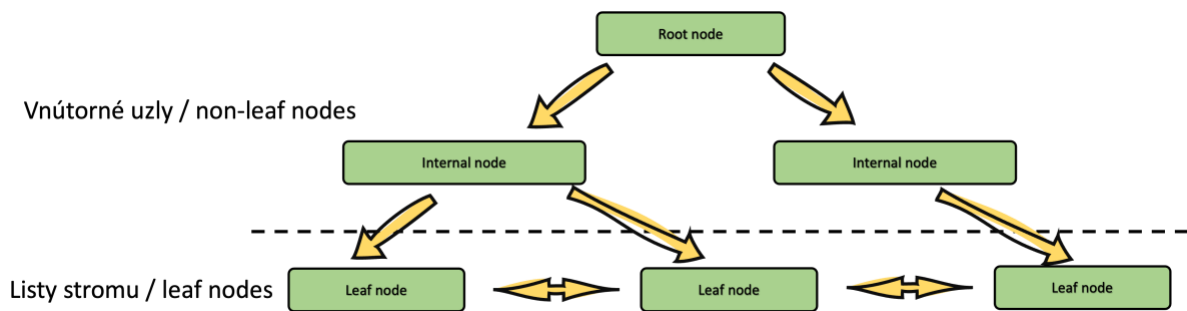 Root node
Vnútorné uzly / non-leaf nodes
Internal node
Internal node
Listy stromu / leaf nodes
Leaf node
Leaf node
Leaf node